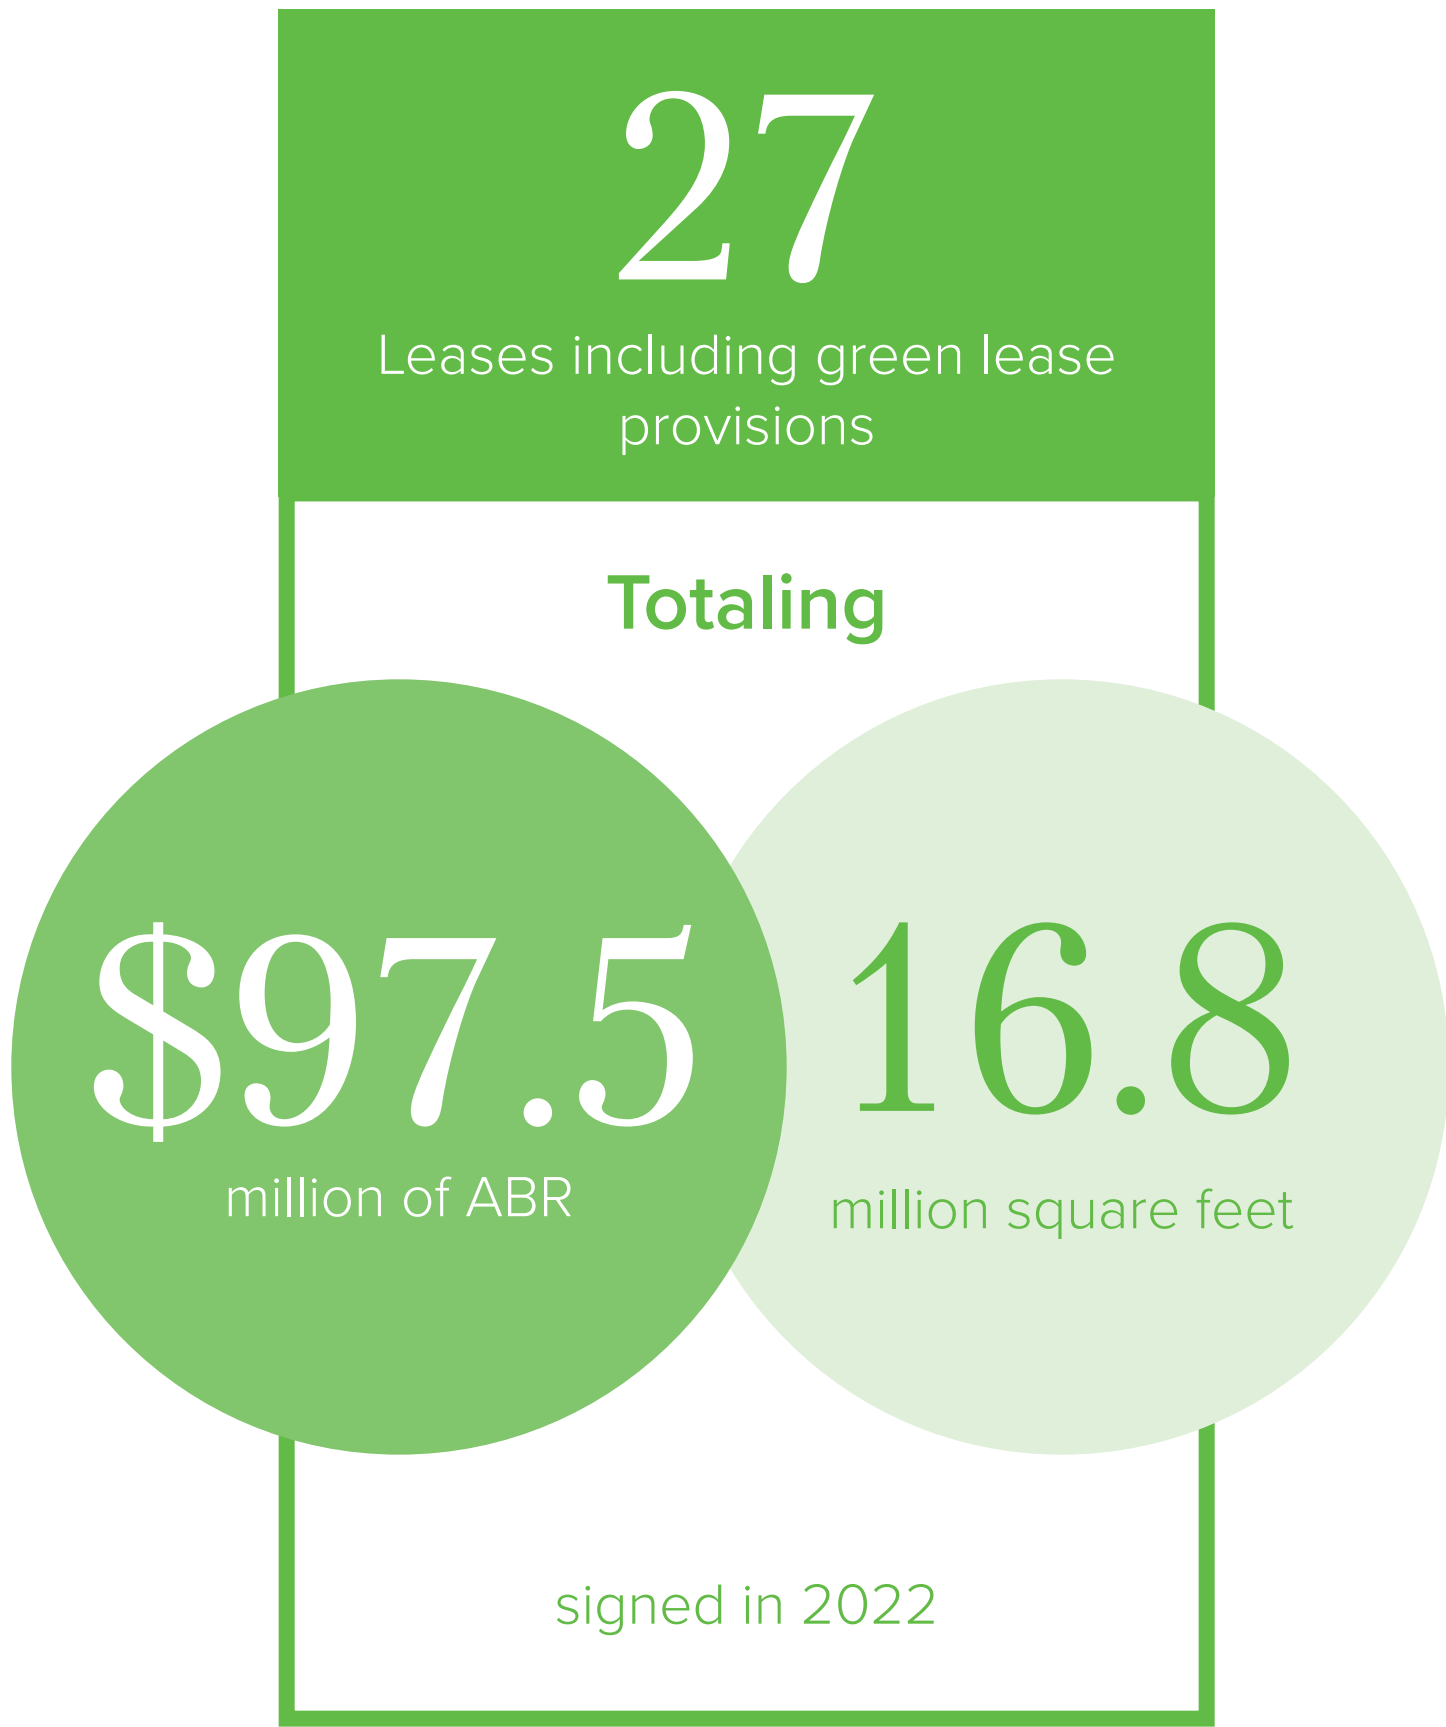 27
Leases including green lease
provisions
Totaling
$97.5
million of ABR
16.8
million square feet
signed in 2022